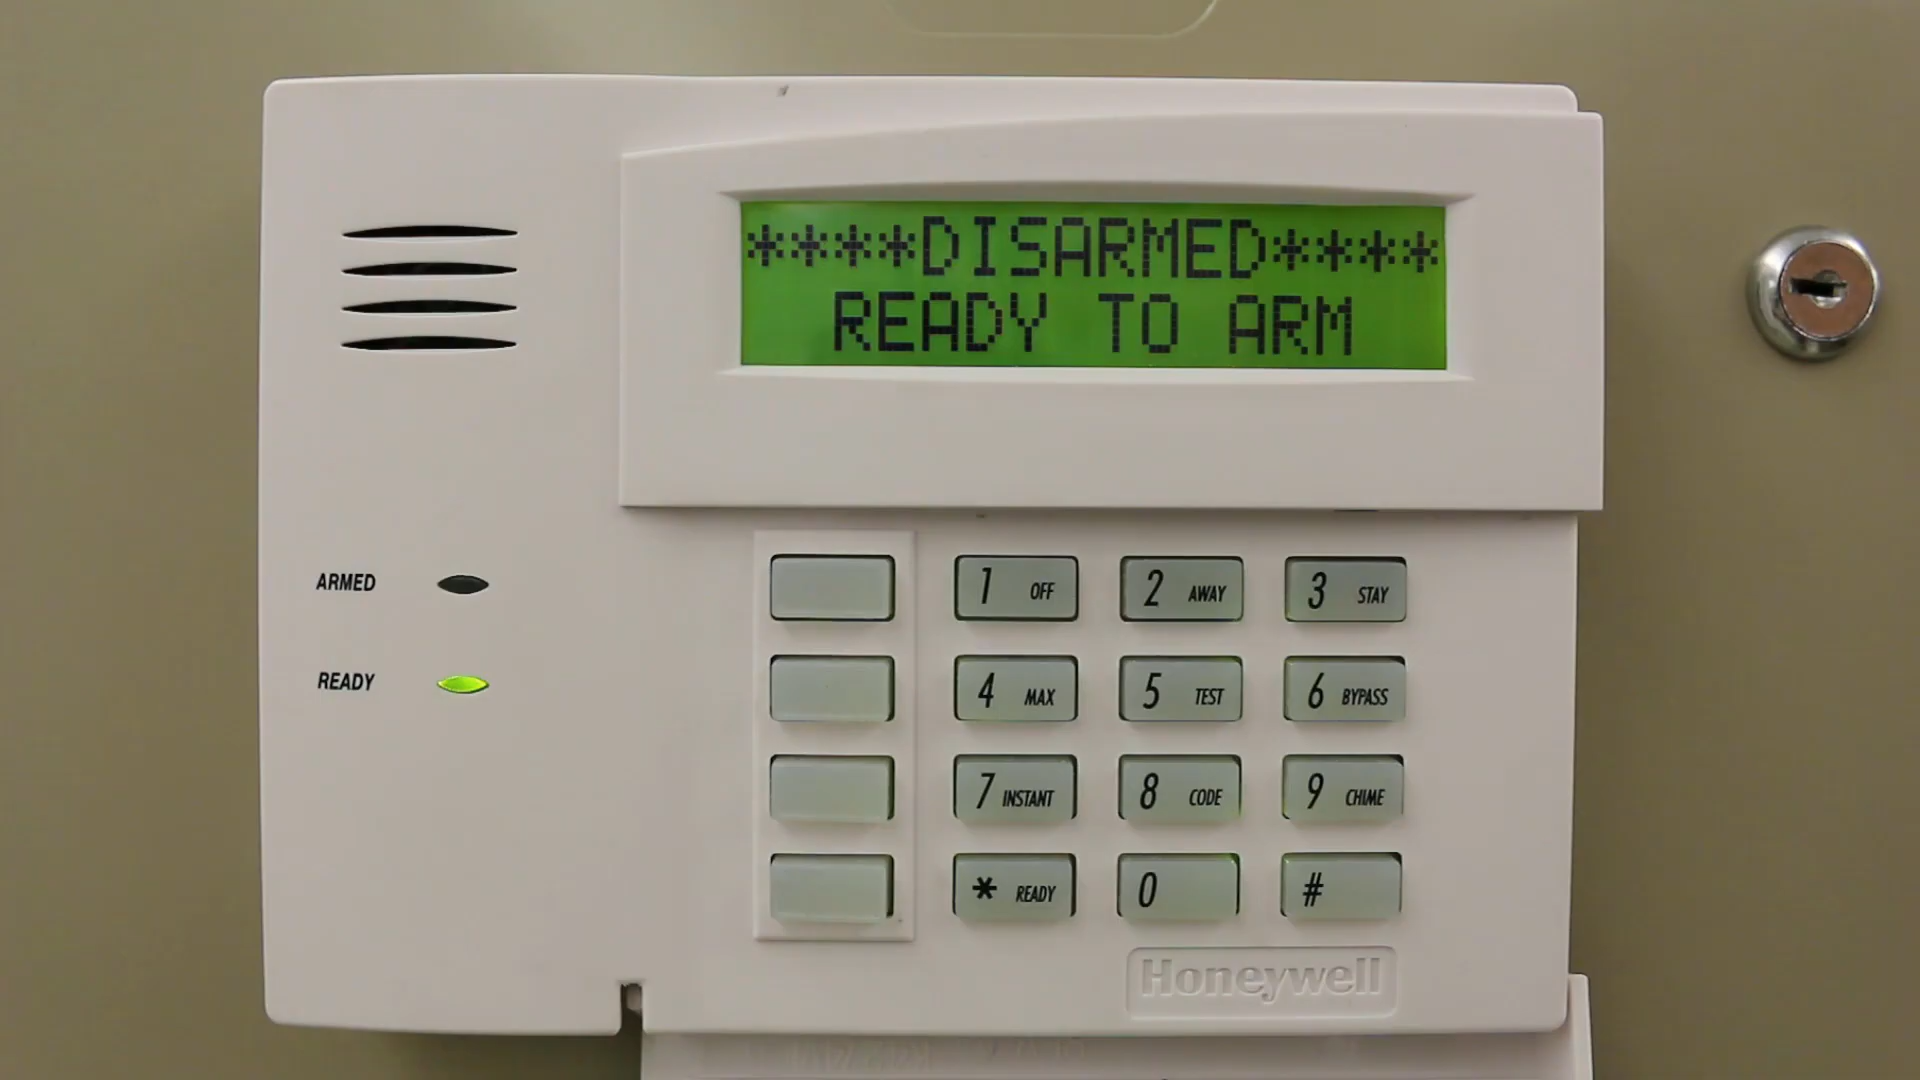 ****DISARMED****
READY TO ARM
ARMED
READY
1 OFF
2 AWAY
3 STAY
4 MAX
5 TEST
6 BYPASS
7 INSTANT
8 CODE
9 CHIME
* READY
0
#
Honeywell